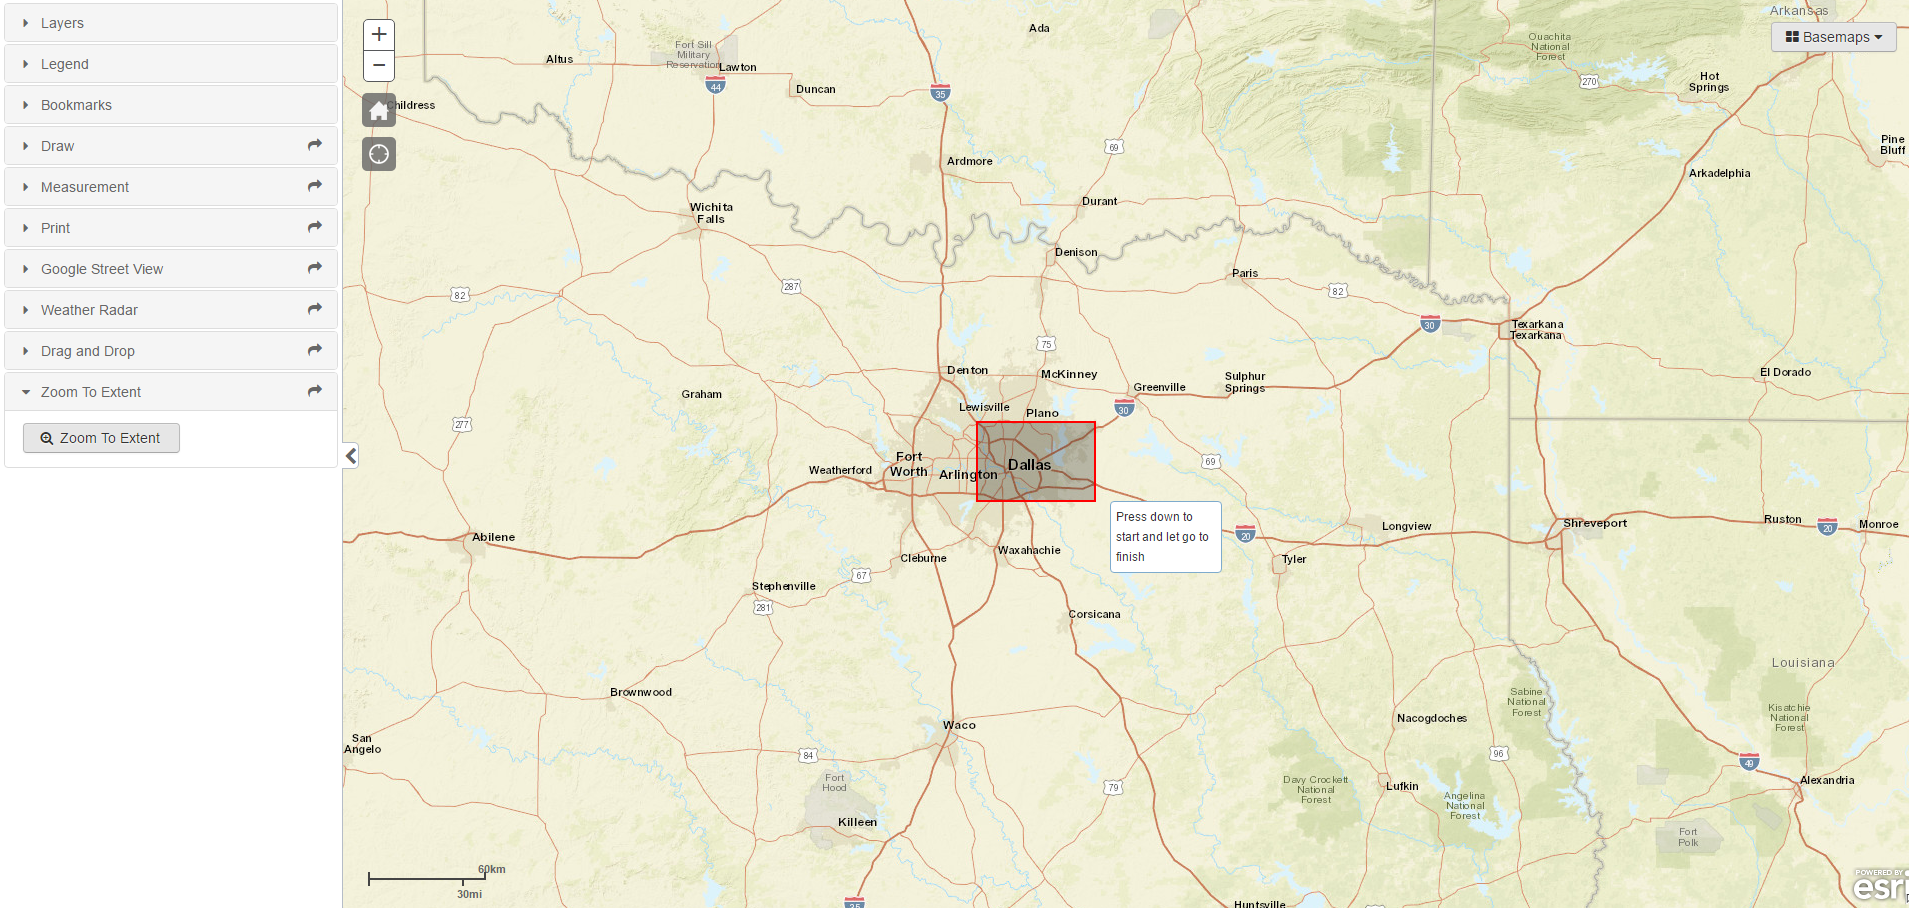 Layers
Legend
Bookmarks
Draw
Measurement
Print
Google Street View
Weather Radar
Drag and Drop
Zoom To Extent
Zoom To Extent
+
−
Basemaps
Arkansas
Ada
Ouachita
National
Forest
Fort Sill
Military
Reservation
Altus
Lawton
44
Duncan
35
270
Hot
Springs
Childress
Pine
Bluff
69
Ardmore
Arkadelphia
Durant
Wichita
Falls
Denison
Paris
287
82
82
30
Texarkana
Texarkana
75
Denton
McKinney
Greenville
Sulphur
Springs
El Dorado
Graham
Lewisville
Plano
30
277
Fort
Worth
Arlington
Dallas
Weatherford
69
Press down to
start and let go to
finish
Abilene
20
Longview
Shreveport
Ruston
20
Monroe
Cleburne
Waxahachie
Tyler
67
Stephenville
281
Corsicana
Louisiana
Brownwood
Sabine
National
Forest
Kisatchie
National
Forest
Nacogdoches
Waco
San
Angelo
84
96
49
Fort
Hood
79
Davy Crockett
National
Forest
Lufkin
Angelina
National
Forest
Alexandria
Killeen
Fort
Polk
60km
30mi
35
Huntsville
POWERED BY
esri